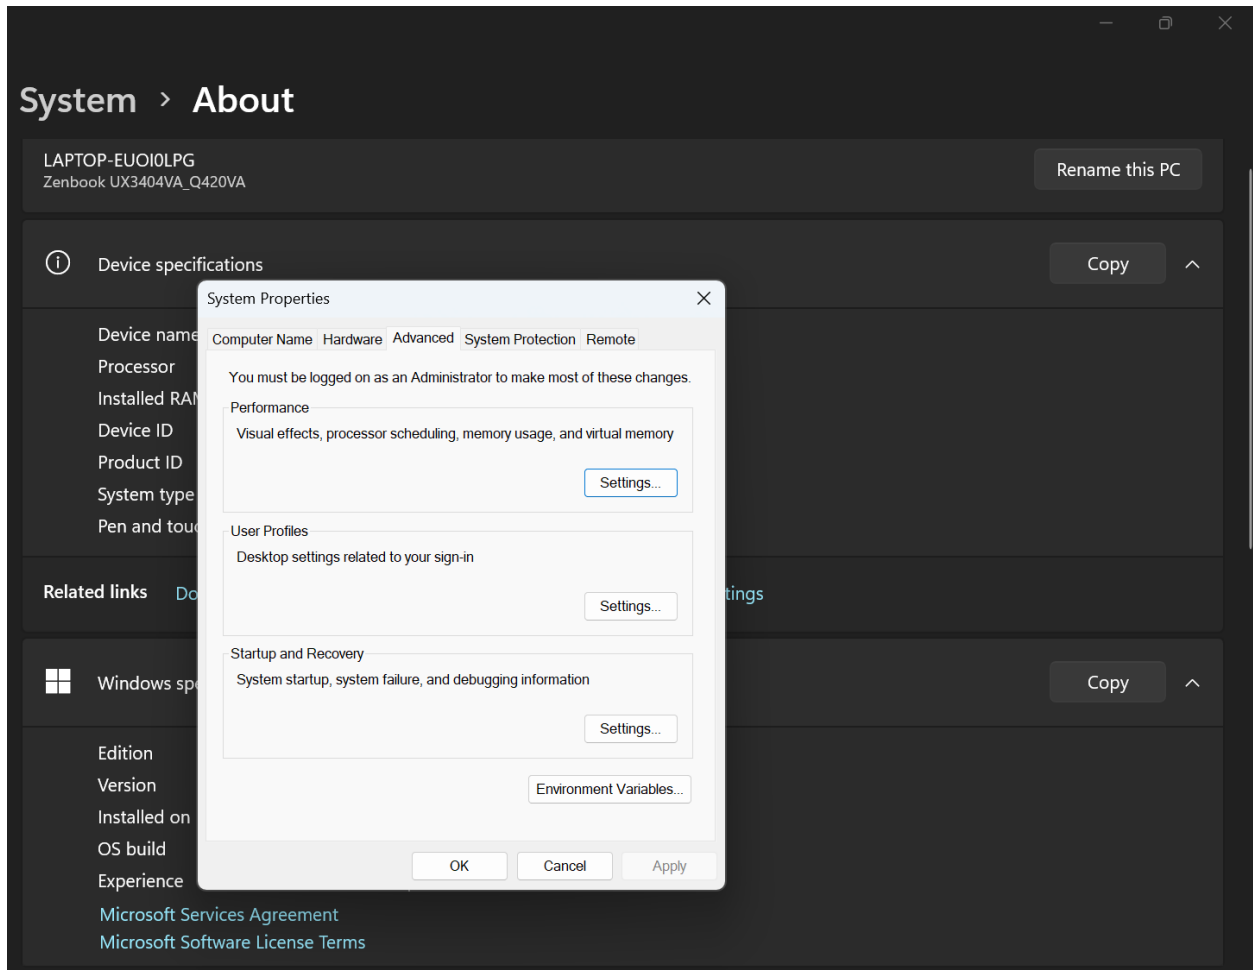 System > About
LAPTOP-EUOI0LPG
Zenbook UX3404VA_Q420VA
Rename this PC
Device specifications
Copy
System Properties
Computer Name Hardware Advanced System Protection Remote
You must be logged on as an Administrator to make most of these changes.
Performance
Visual effects, processor scheduling, memory usage, and virtual memory
Settings...
User Profiles
Desktop settings related to your sign-in
Settings...
Startup and Recovery
System startup, system failure, and debugging information
Settings...
Environment Variables...
OK Cancel Apply
Device name
Processor
Installed RA
Device ID
Product ID
System type
Pen and tou
Related links Do tings
Windows spe
Copy
Edition
Version
Installed on
OS build
Experience
Microsoft Services Agreement
Microsoft Software License Terms